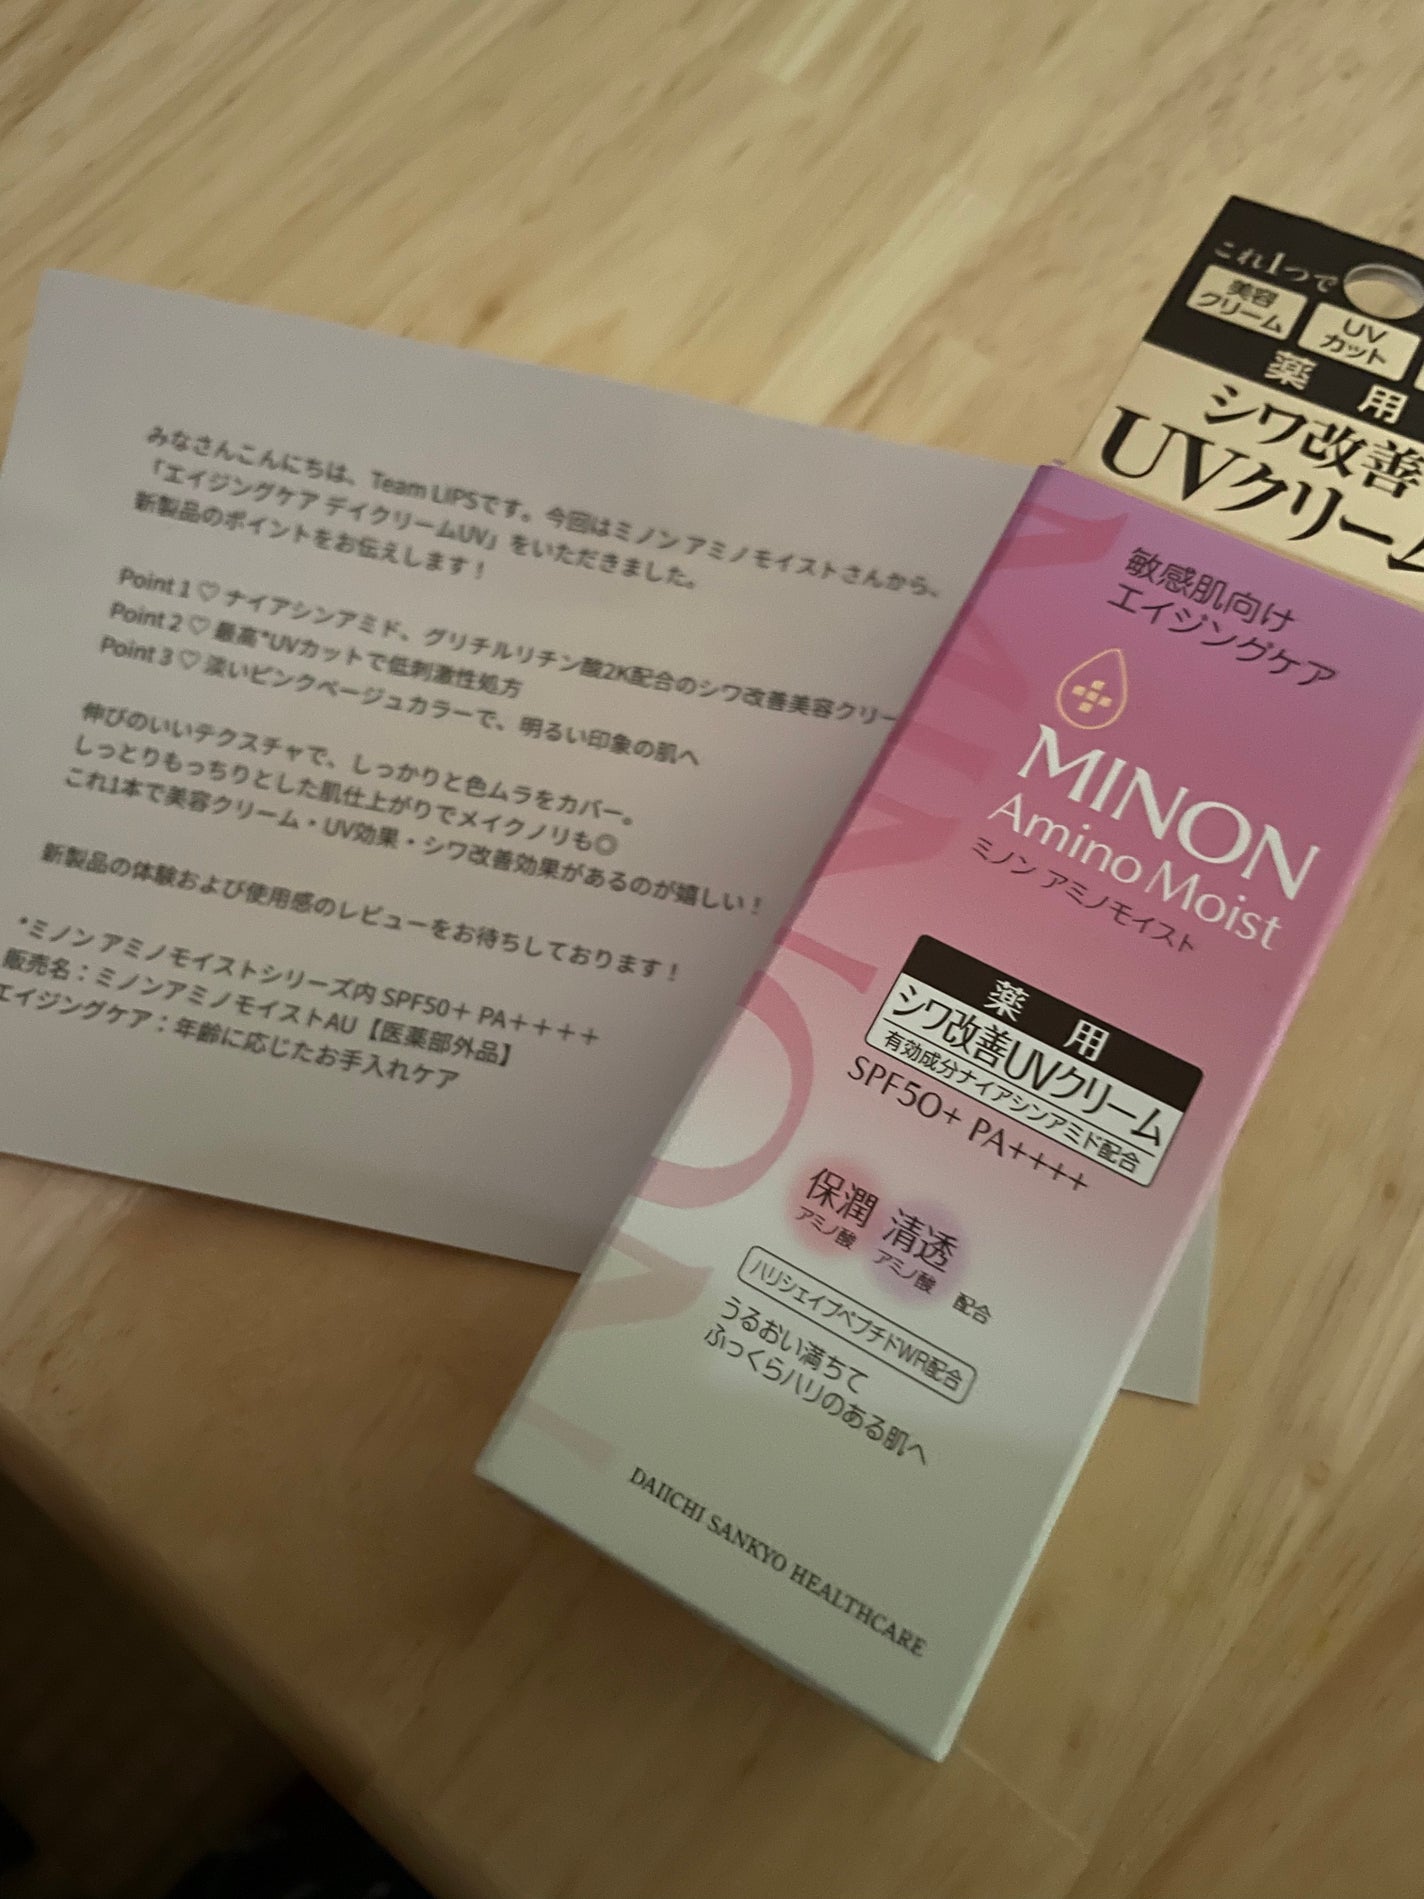 みなさんこんにちは、Team LIPSです。今回はミノン アミノモイストさんから、
「エイジングケア デイクリームUV」をいただきました。
新製品のポイントをお伝えします！
Point 1 ♡ ナイアシンアミド、グリチルリチン酸2K配合のシワ改善美容クリー
Point 2 ♡ 最高*UVカットで低刺激性処方
Point 3 ♡ 淡いピンクベージュカラーで、明るい印象の肌へ
伸びのいいテクスチャで、しっかりと色ムラをカバー。
しっとりもっちりとした肌仕上がりでメイクノリも◎
これ1本で美容クリーム・UV効果・シワ改善効果があるのが嬉しい！
新製品の体験および使用感のレビューをお待ちしております！
*ミノン アミノモイストシリーズ内 SPF50＋ PA＋＋＋＋
販売名：ミノンアミノモイストAU【医薬部外品】
エイジングケア：年齢に応じたお手入れケア
これ1つで
美容
クリーム
UV
カット
薬用
シワ改善
UVクリーム
敏感肌向け
エイジングケア
MINON
Amino Moist
ミノン アミノモイスト
薬用
シワ改善UVクリーム
有効成分ナイアシンアミド配合
SPF50+ PA++++
保潤 清透
アミノ酸 アミノ酸 配合
ハリシェイプペプチドWR配合
うるおい満ちて
ふっくらハリのある肌へ
DAIICHI SANKYO HEALTHCARE